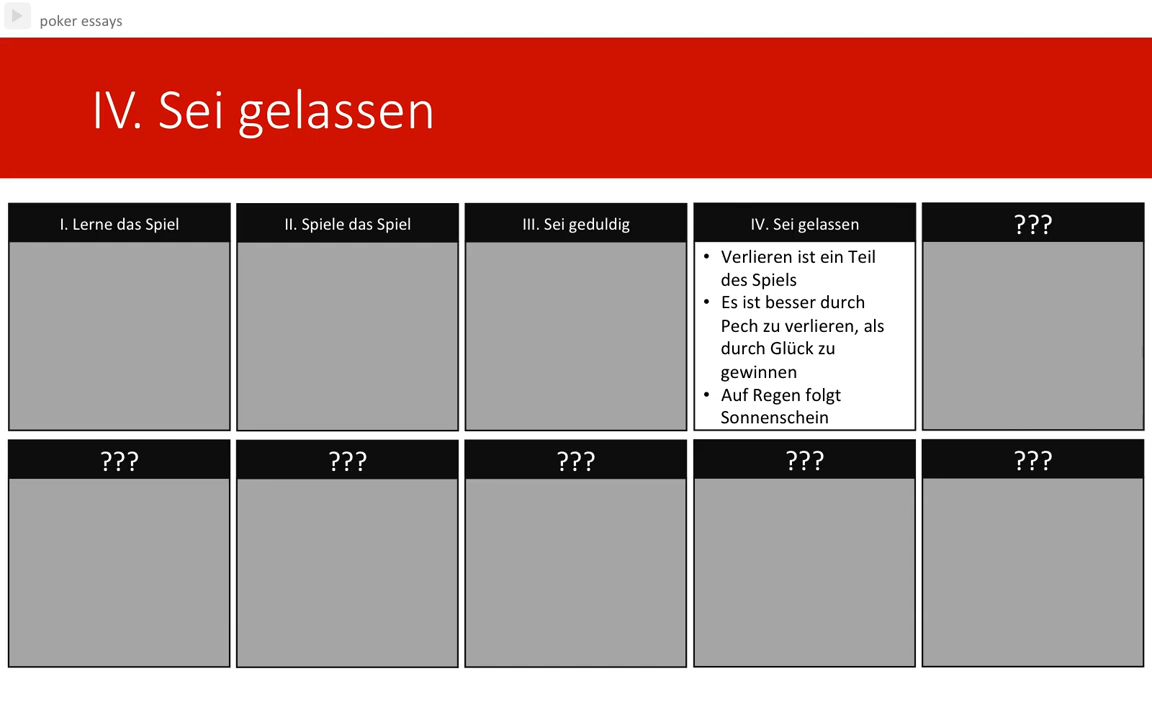 poker essays
IV. Sei gelassen
I. Lerne das Spiel
II. Spiele das Spiel
III. Sei geduldig
IV. Sei gelassen
???
• Verlieren ist ein Teil
des Spiels
• Es ist besser durch
Pech zu verlieren, als
durch Glück zu
gewinnen
• Auf Regen folgt
Sonnenschein
???
???
???
???
???